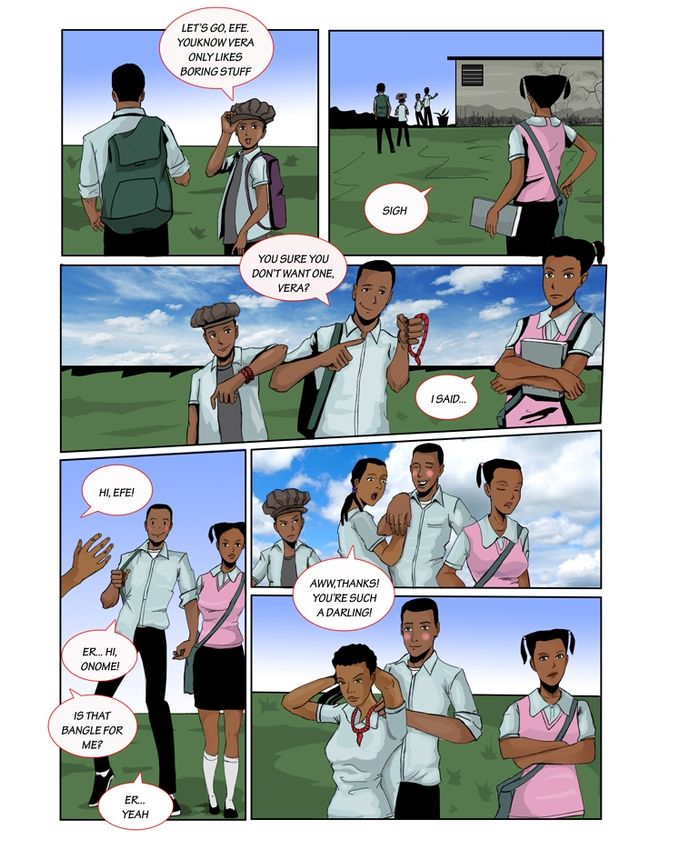 LET'S GO, EFE.
YOUKNOW VERA
ONLY LIKES
BORING STUFF
SIGH
YOU SURE YOU
DON'T WANT ONE,
VERA?
I SAID...
HI, EFE!
ER... HI,
ONOME!
IS THAT
BANGLE FOR
ME?
ER...
YEAH
AWW,THANKS!
YOU'RE SUCH
A DARLING!